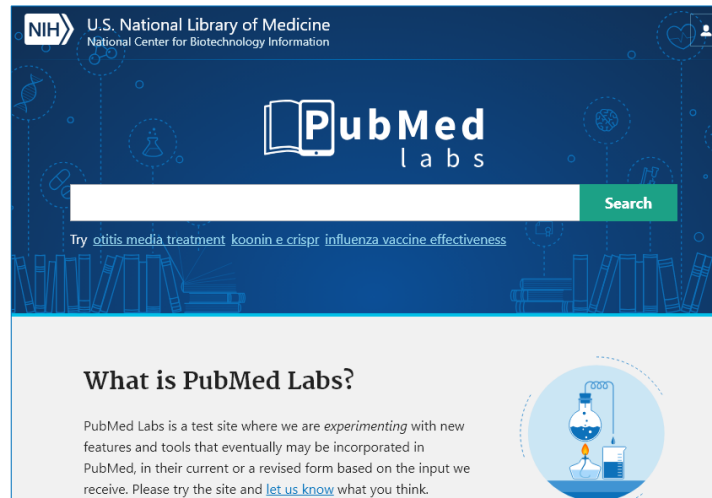 NIH
U.S. National Library of Medicine
National Center for Biotechnology Information
PubMed
labs
Search
Try otitis media treatment koonin e crispr influenza vaccine effectiveness
What is PubMed Labs?
PubMed Labs is a test site where we are experimenting with new
features and tools that eventually may be incorporated in
PubMed, in their current or a revised form based on the input we
receive. Please try the site and let us know what you think.